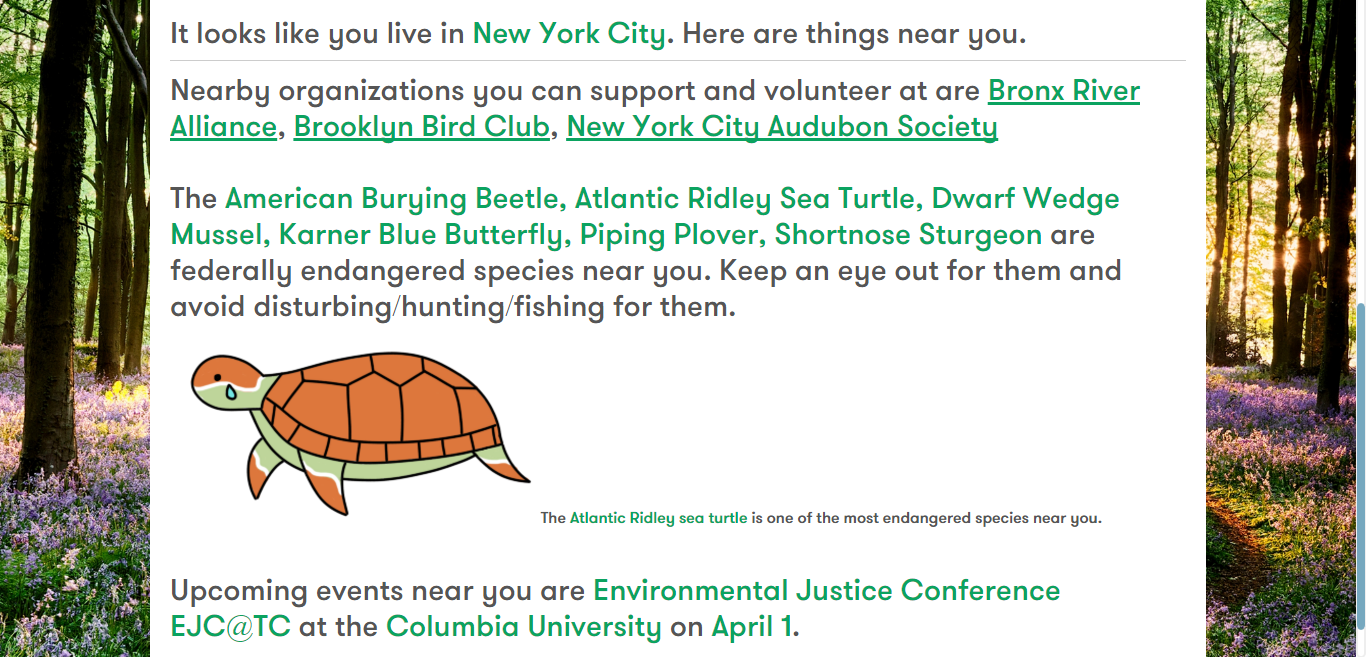 It looks like you live in New York City. Here are things near you.
Nearby organizations you can support and volunteer at are Bronx River
Alliance, Brooklyn Bird Club, New York City Audubon Society
The American Burying Beetle, Atlantic Ridley Sea Turtle, Dwarf Wedge
Mussel, Karner Blue Butterfly, Piping Plover, Shortnose Sturgeon are
federally endangered species near you. Keep an eye out for them and
avoid disturbing/hunting/fishing for them.
The Atlantic Ridley sea turtle is one of the most endangered species near you.
Upcoming events near you are Environmental Justice Conference
EJC@TC at the Columbia University on April 1.